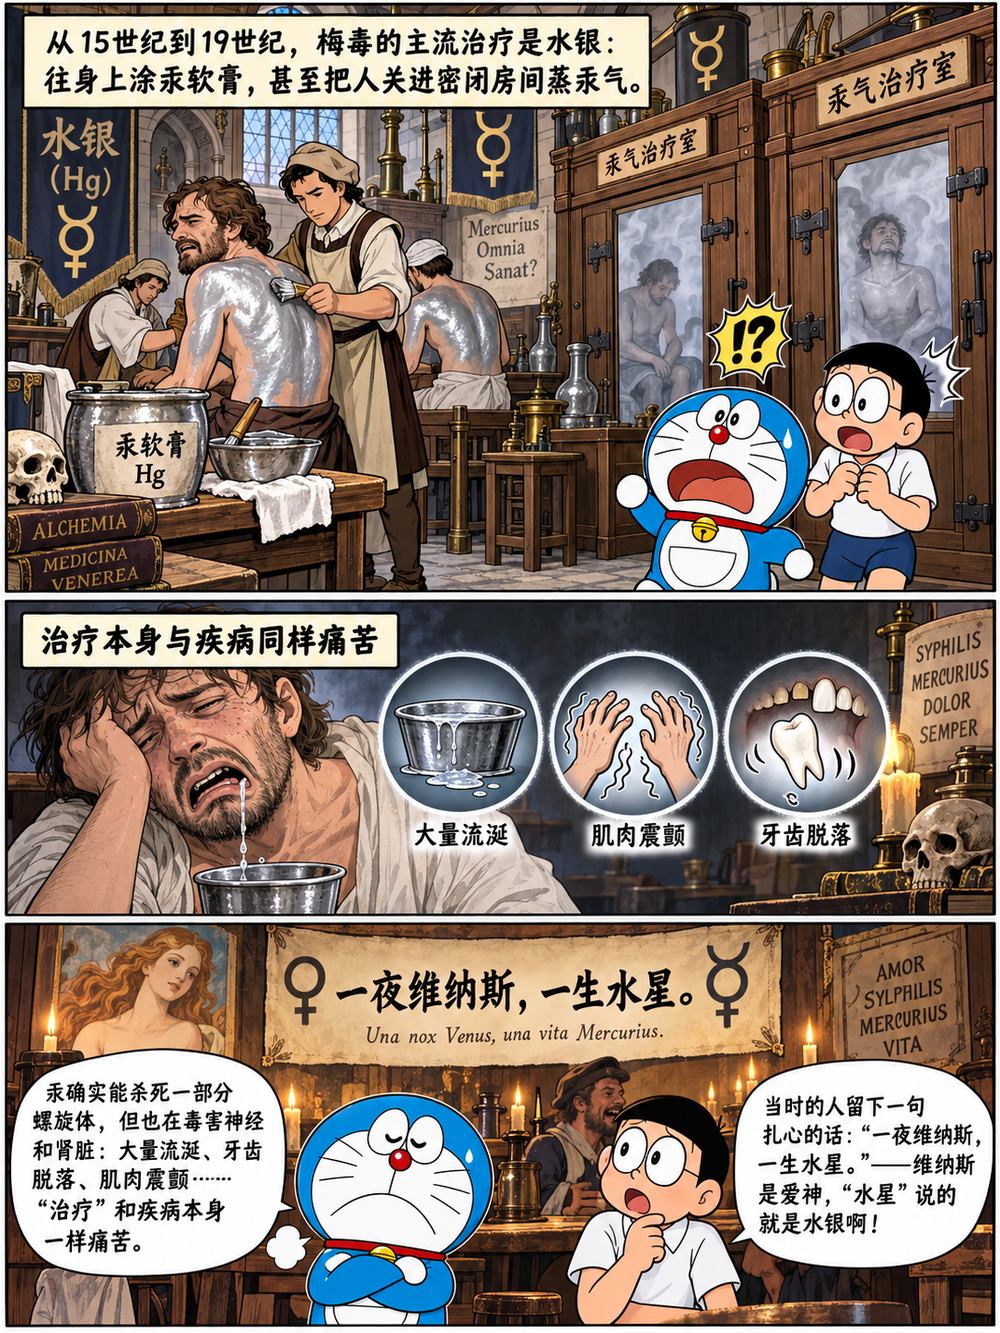 从15世纪到19世纪，梅毒的主流治疗是水银：
往身上涂汞软膏，甚至把人关进密闭房间蒸汞气。
水银
(Hg)
Mercurius
Omnia
Sanat?
汞气治疗室
汞气治疗室
!?
汞软膏
Hg
ALCHEMIA
MEDICINA
VENEREA
治疗本身与疾病同样痛苦
大量流涎
肌肉震颤
牙齿脱落
SYPHILIS
MERCURIUS
DOLOR
SEMPER
一夜维纳斯，一生水星。
Una nox Venus, una vita Mercurius.
AMOR
SYLPHILIS
MERCURIUS
VITA
汞确实能杀死一部分
螺旋体，但也在毒害神经
和肾脏：大量流涎、牙齿
脱落、肌肉震颤……
“治疗”和疾病本身
一样痛苦。
当时的人留下一句
扎心的话：“一夜维纳斯，
一生水星。”——维纳斯
是爱神，“水星”说的
就是水银啊！